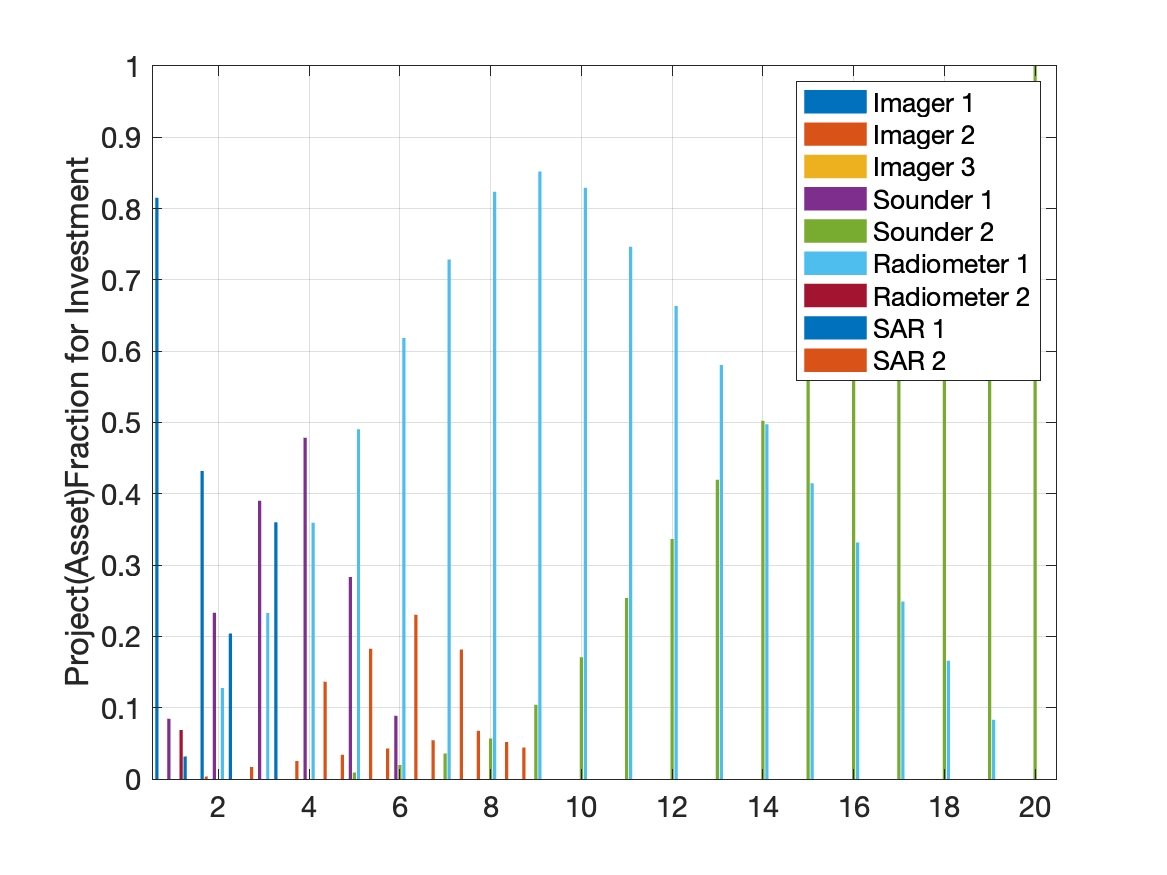 1
0.9
0.8
0.7
0.6
0.5
0.4
0.3
0.2
0.1
0
Project(Asset)Fraction for Investment
Imager 1
Imager 2
Imager 3
Sounder 1
Sounder 2
Radiometer 1
Radiometer 2
SAR 1
SAR 2
2 4 6 8 10 12 14 16 18 20